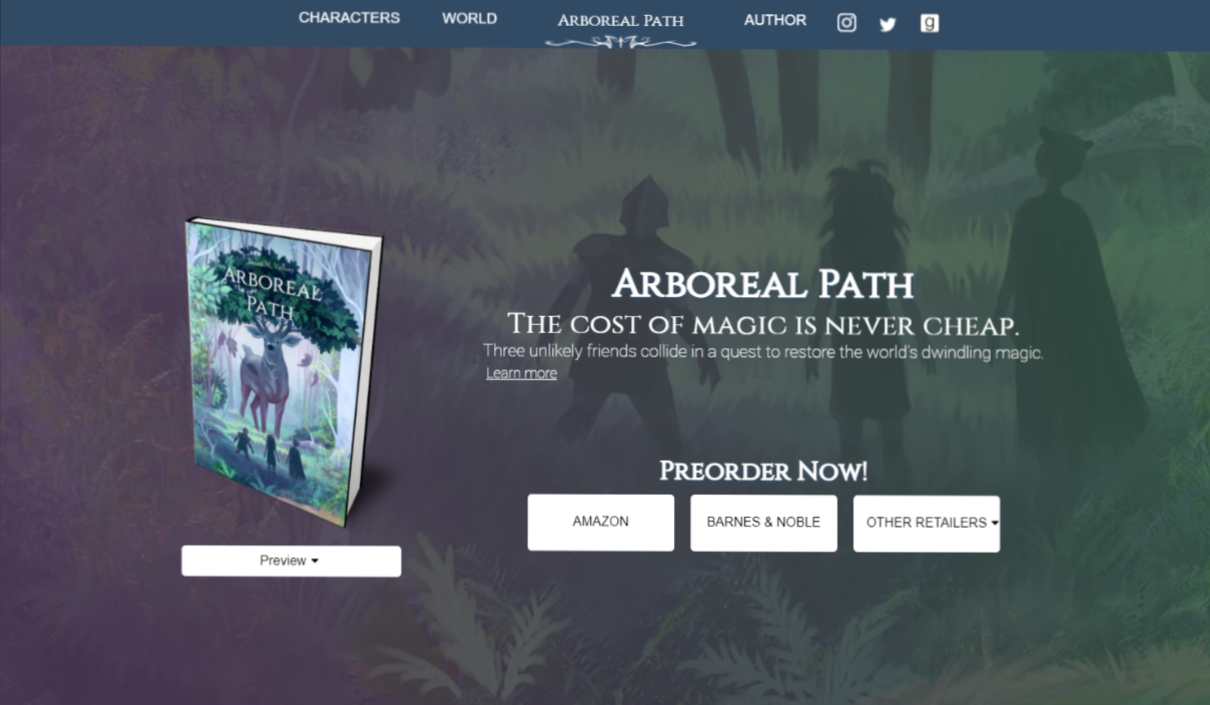 CHARACTERS WORLD ARBOREAL PATH AUTHOR
ARBOREAL
PATH
ARBOREAL PATH
THE COST OF MAGIC IS NEVER CHEAP.
Three unlikely friends collide in a quest to restore the world's dwindling magic.
Learn more
PREORDER NOW!
AMAZON BARNES & NOBLE OTHER RETAILERS
Preview